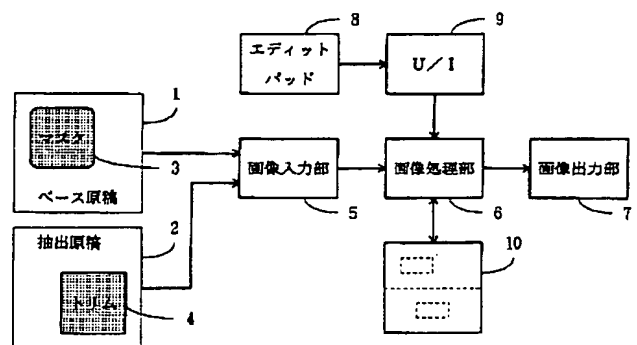 8
9
エディット
パッド
U／I
1
マスク
3
ベース原稿
画像入力部
5
画像処理部
6
画像出力部
7
2
抽出原稿
トリム
4
10